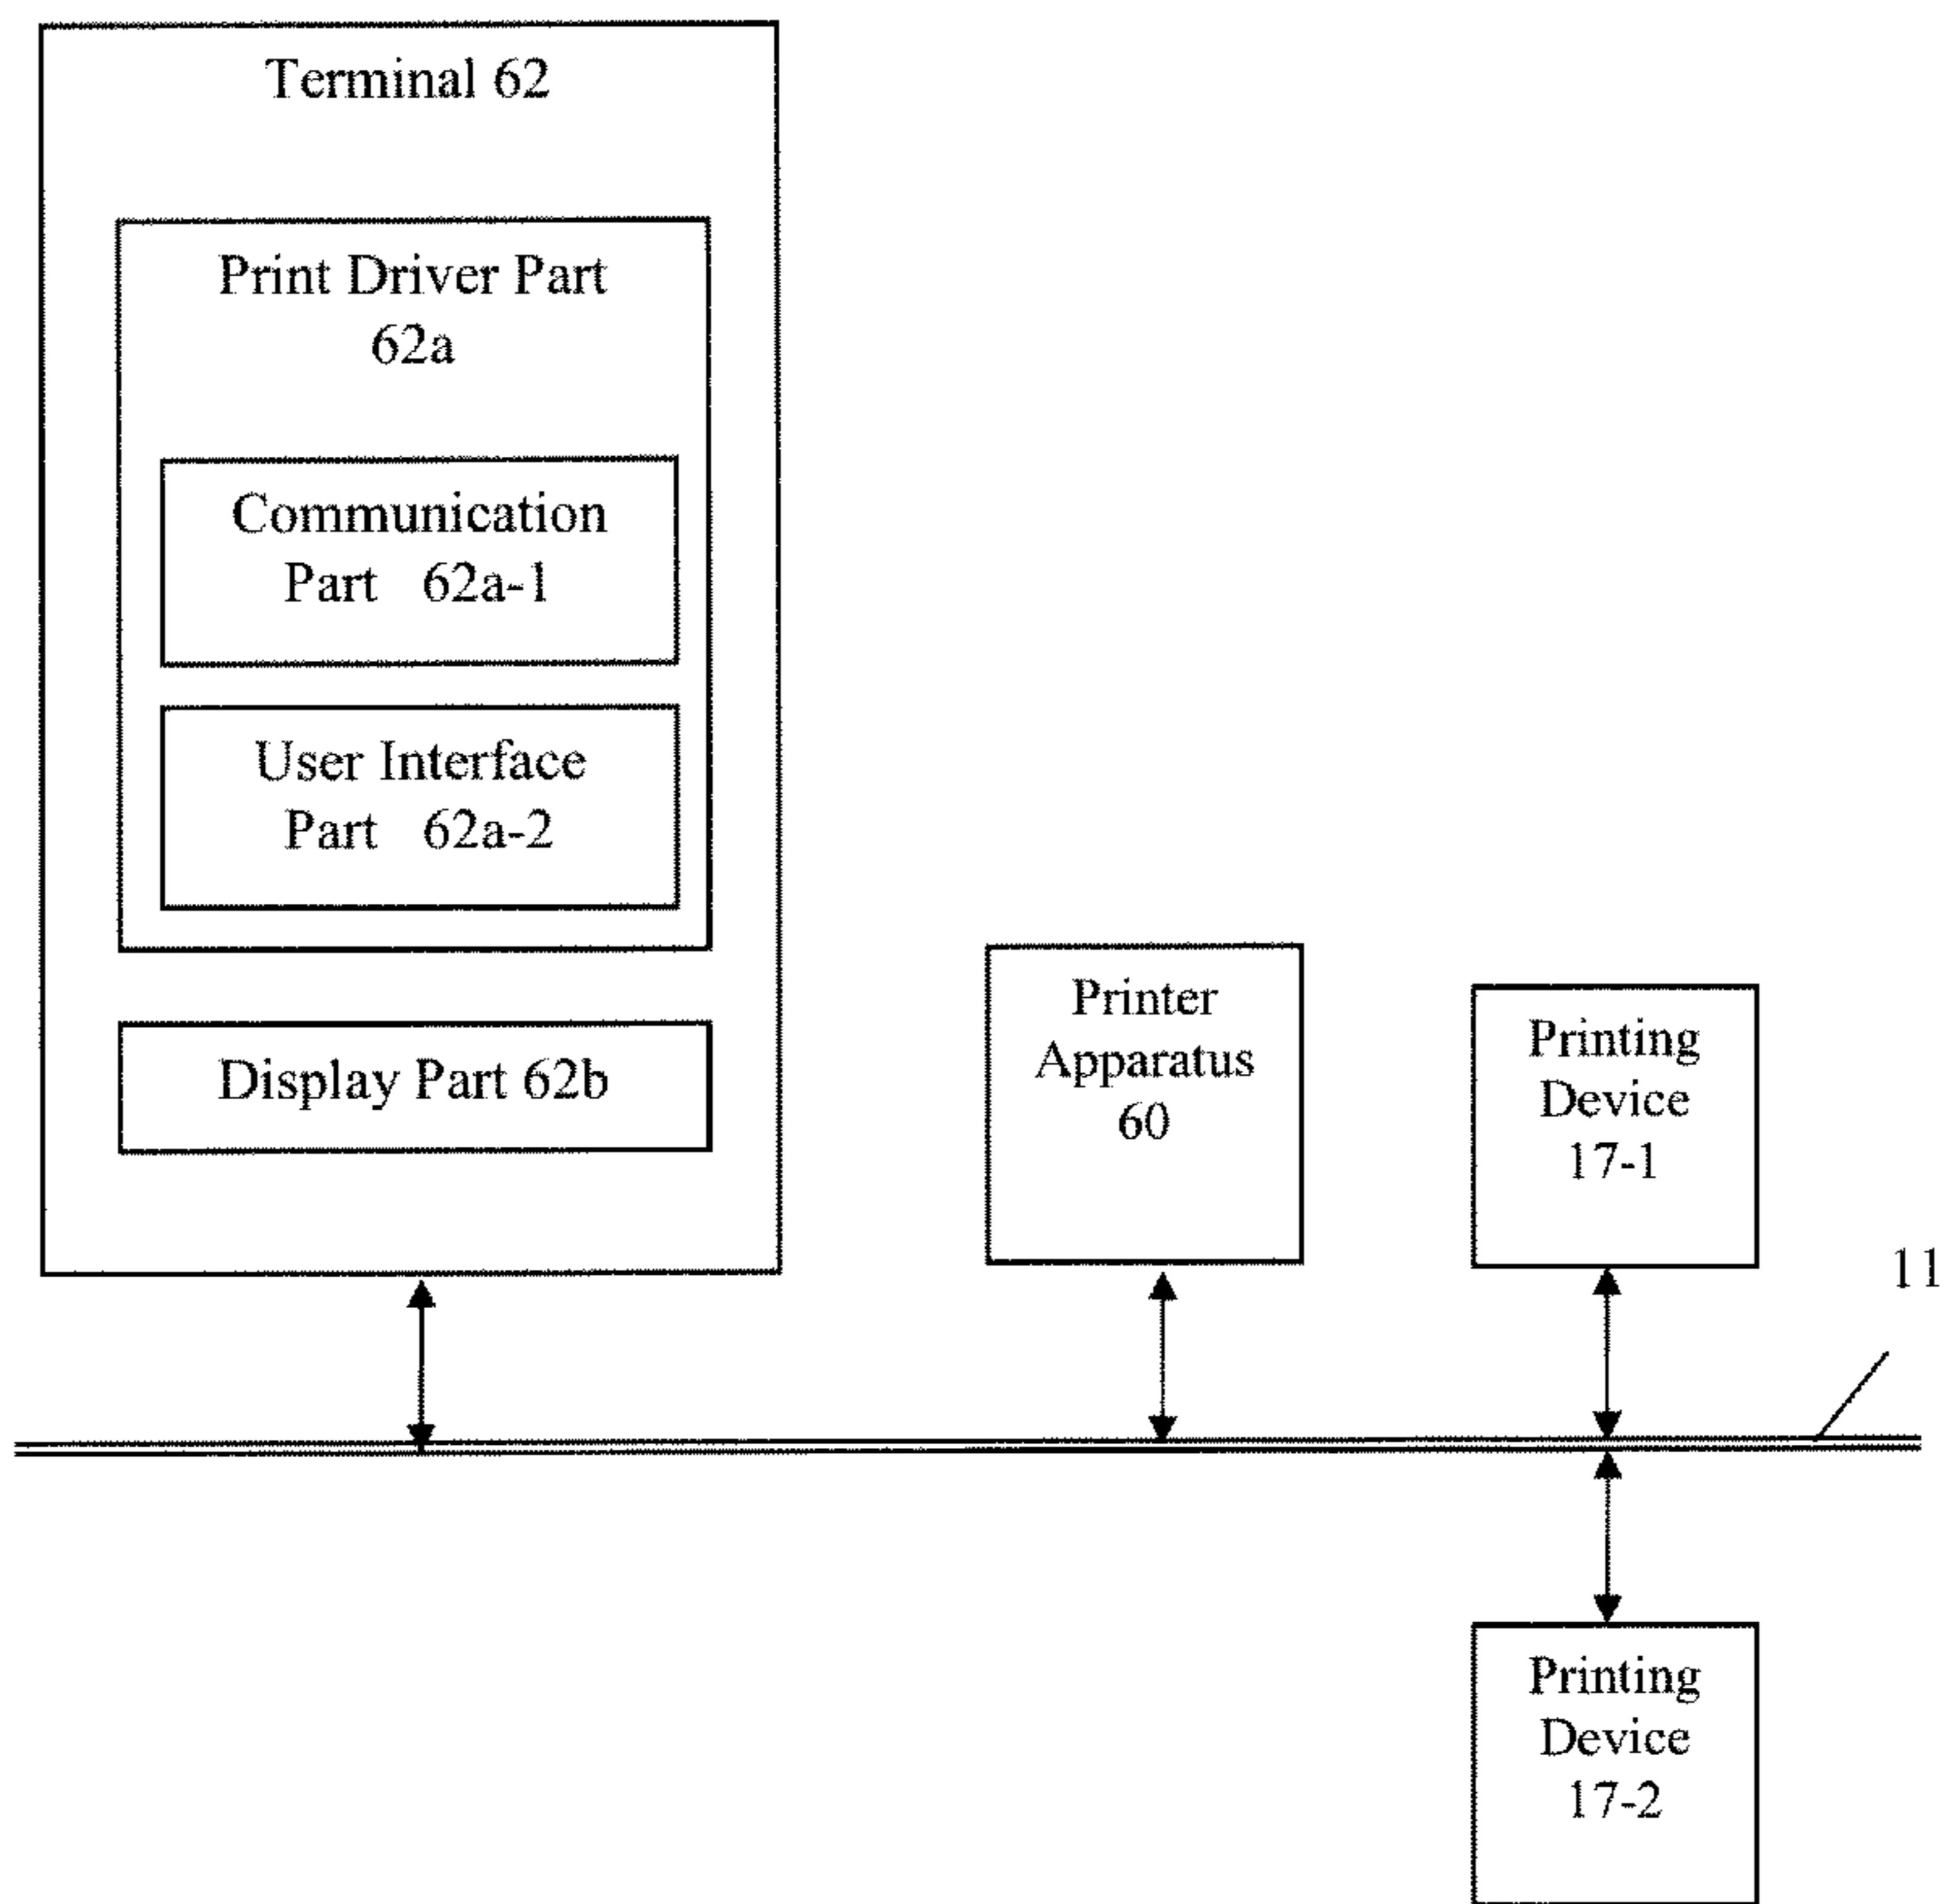 Terminal 62
Print Driver Part
62a
Communication
Part 62a-1
User Interface
Part 62a-2
Display Part 62b
Printer
Apparatus
60
Printing
Device
17-1
11
Printing
Device
17-2